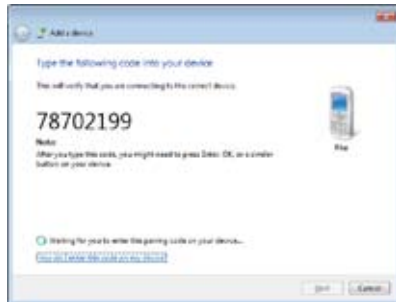 Add a device
Type the following code into your device
This will verify that you are connecting to the correct device.
78702199
Note:
After you type this code, you might need to press Enter, OK, or a similar
button on your device.
Waiting for you to enter the pairing code on your device...
How do I enter the code on my device?
Next
Cancel